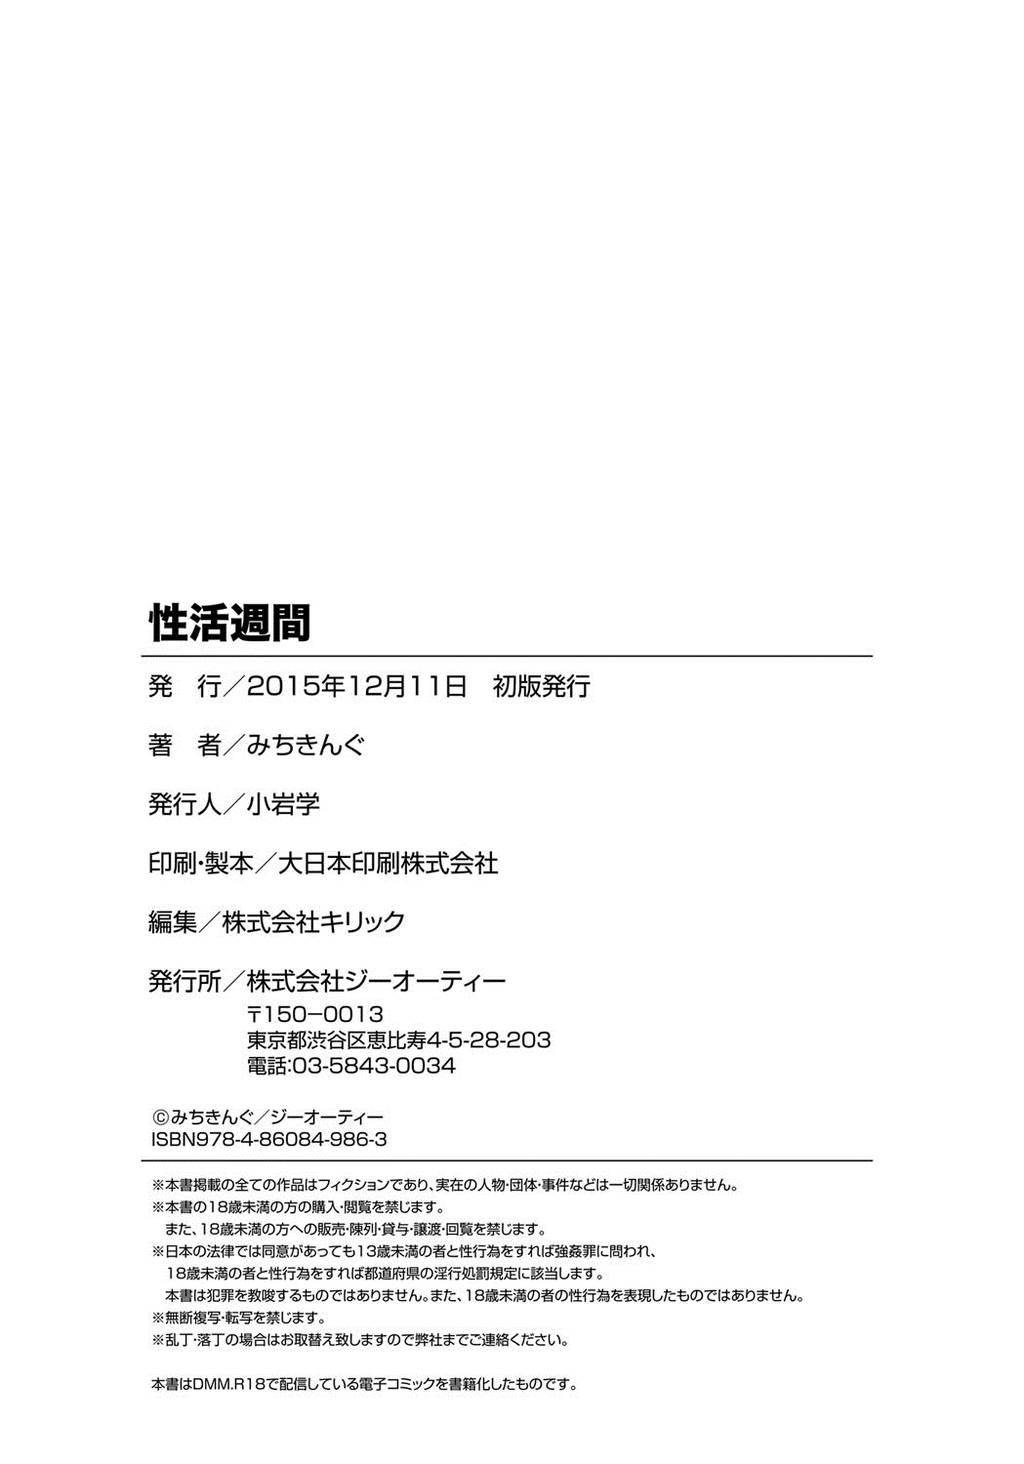 性活週間
発　行／2015年12月11日　初版発行
著　者／みちきんぐ
発行人／小岩学
印刷・製本／大日本印刷株式会社
編集／株式会社キリック
発行所／株式会社ジーオーティー
〒150−0013
東京都渋谷区恵比寿4-5-28-203
電話：03-5843-0034
©みちきんぐ／ジーオーティー
ISBN978-4-86084-986-3
※本書掲載の全ての作品はフィクションであり、実在の人物・団体・事件などは一切関係ありません。
※本書の18歳未満の方の購入・閲覧を禁じます。
また、18歳未満の方への販売・陳列・貸与・譲渡・回覧を禁じます。
※日本の法律では同意があっても13歳未満の者と性行為をすれば強姦罪に問われ、
18歳未満の者と性行為をすれば都道府県の淫行処罰規定に該当します。
本書は犯罪を教唆するものではありません。また、18歳未満の者の性行為を表現したものではありません。
※無断複写・転写を禁じます。
※乱丁・落丁の場合はお取替え致しますので弊社までご連絡ください。
本書はDMM.R18で配信している電子コミックを書籍化したものです。